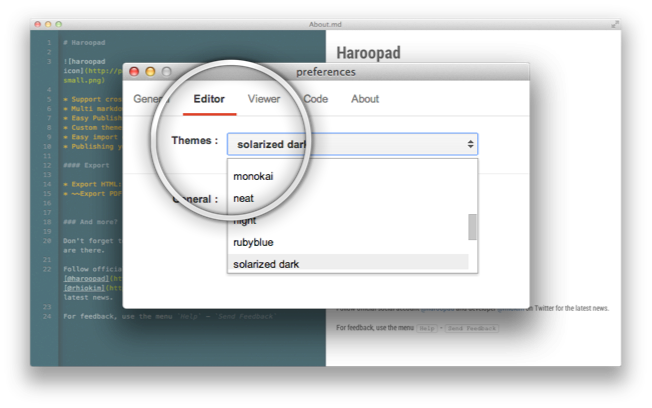 About.md
1 # Haroopad
2
3 ![haroopad
icon](http://p
small.png)
4
5 * Support cros
6 * Multi markdo
7 * Easy Publish
8 * Custom theme
9 * Easy import
10 * Publishing y
11
12 #### Export
13
14 * Export HTML:
15 * ~~Export PDF
16
17
18 ### And more?
19
20 Don't forget t
are there.
21
22 Follow offici
[@haroopad](ht
[@rhiokim](htt
latest news.
23
24 For feedback, use the menu `Help` - `Send Feedback`
Haroopad
preferences
General Editor Viewer Code About
Themes : solarized dark
monokai
neat
General : night
rubyblue
solarized dark
on Twitter for the latest news.
For feedback, use the menu Help - Send Feedback